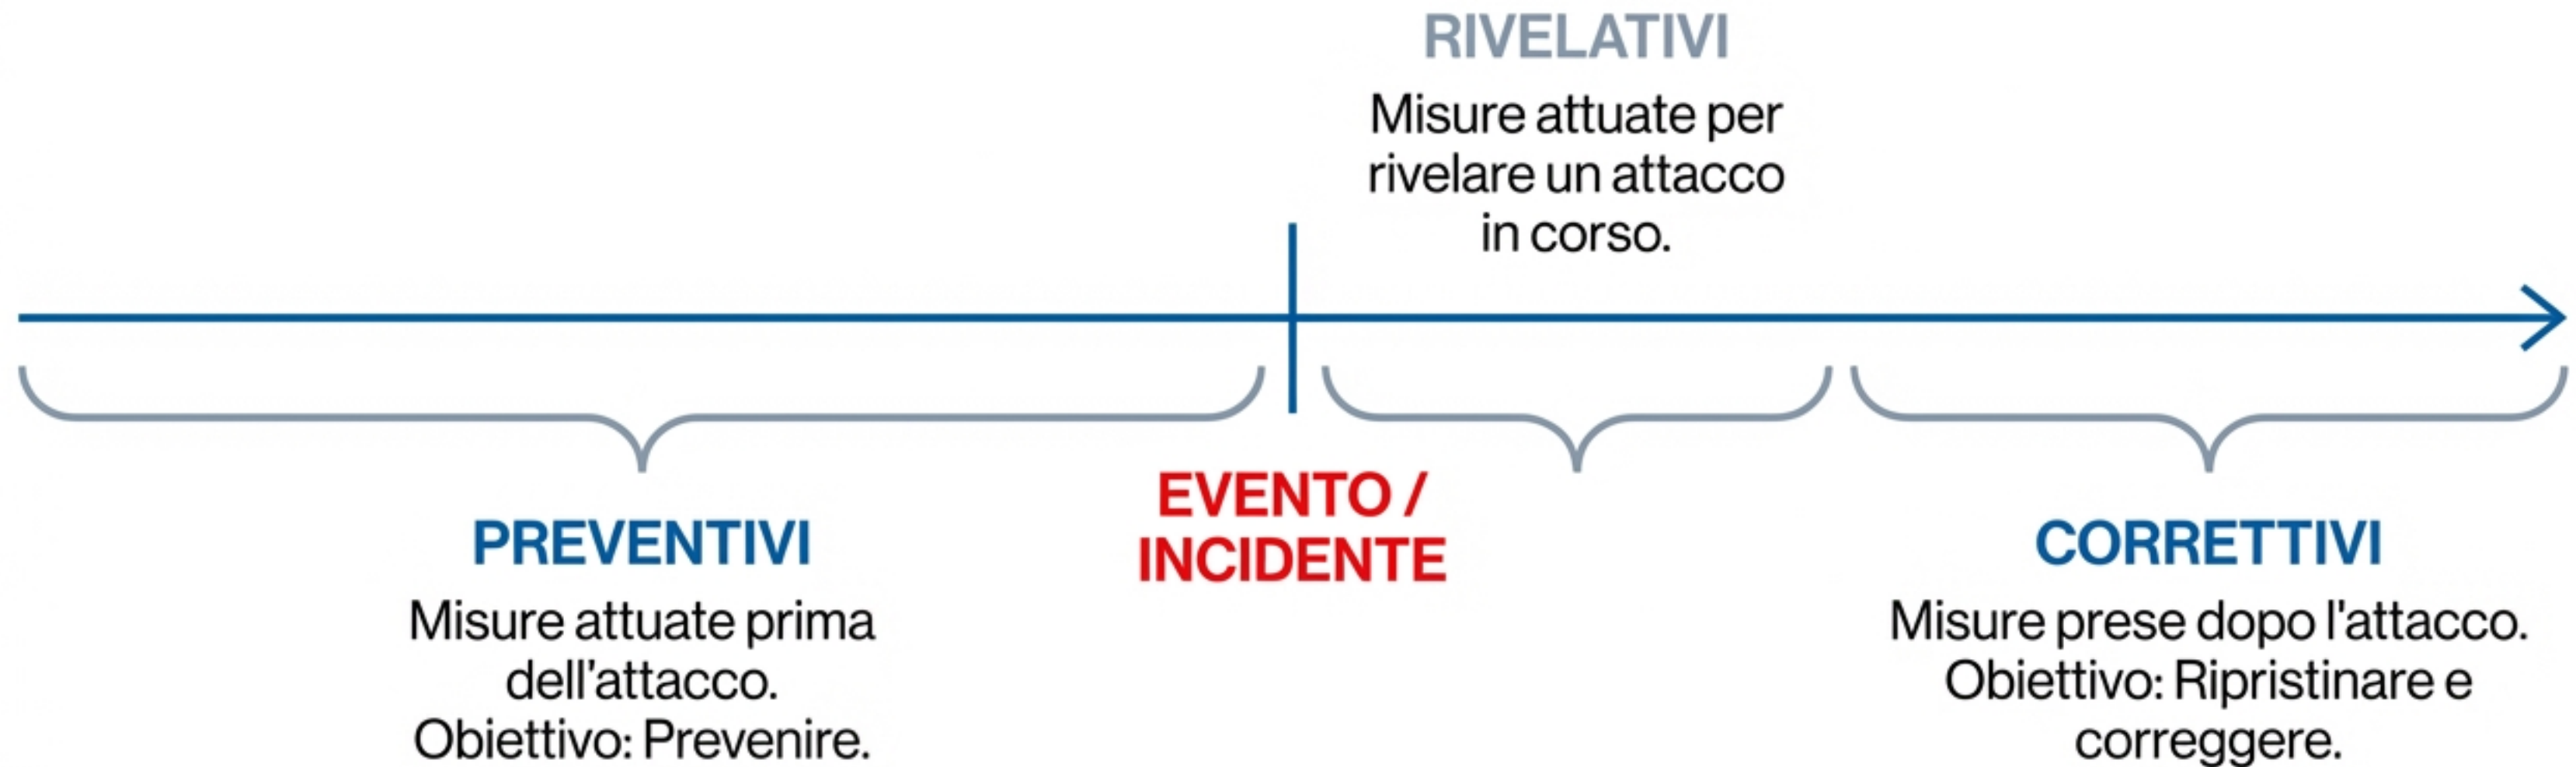 RIVELATIVI
Misure attuate per
rivelare un attacco
in corso.
PREVENTIVI
Misure attuate prima
dell'attacco.
Obiettivo: Prevenire.
EVENTO /
INCIDENTE
CORRETTIVI
Misure prese dopo l'attacco.
Obiettivo: Ripristinare e
correggere.